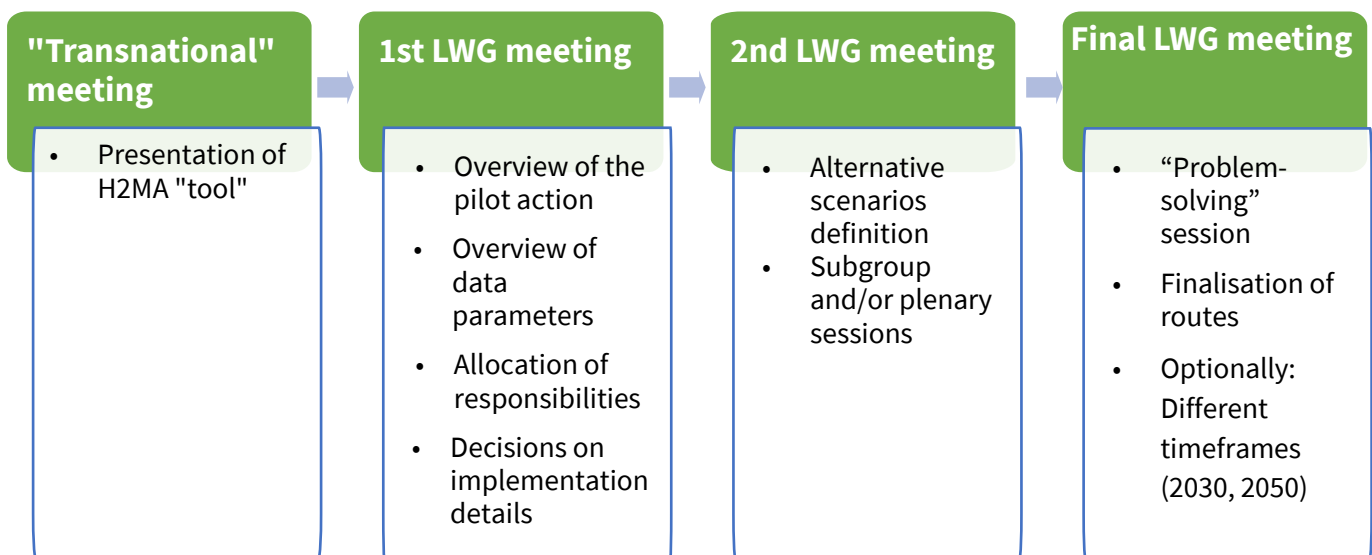 "Transnational"
meeting
• Presentation of
H2MA "tool"
1st LWG meeting
• Overview of the
pilot action
• Overview of
data
parameters
• Allocation of
responsibilities
• Decisions on
implementation
details
2nd LWG meeting
• Alternative
scenarios
definition
• Subgroup
and/or plenary
sessions
Final LWG meeting
• “Problem-
solving”
session
• Finalisation of
routes
• Optionally:
Different
timeframes
(2030, 2050)